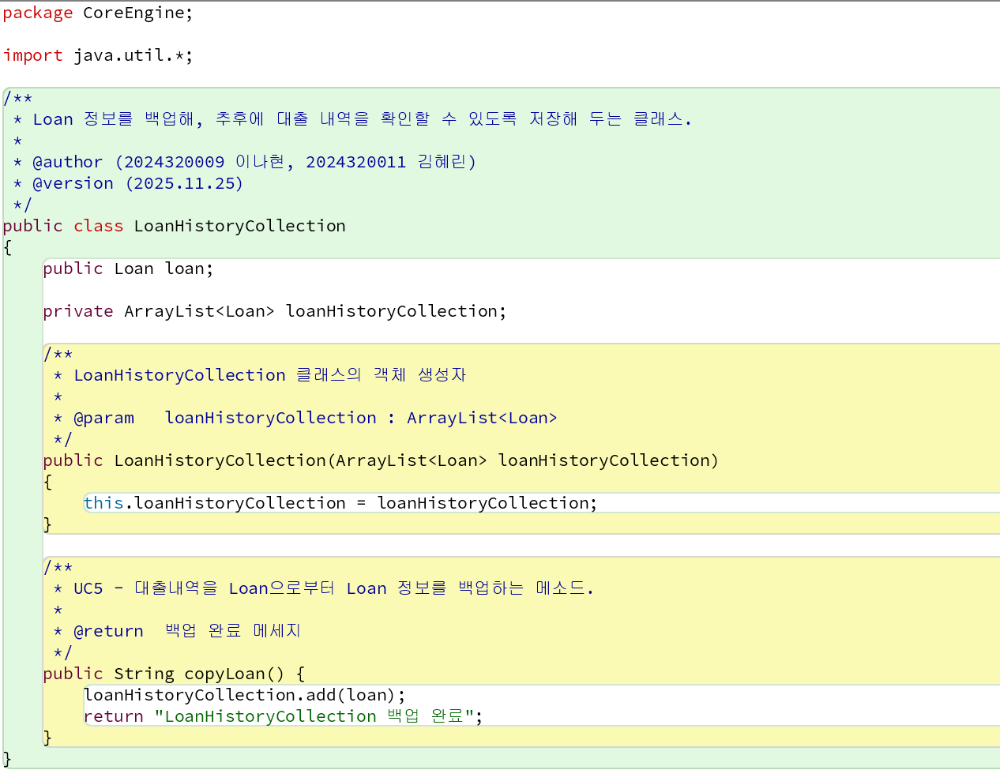 package CoreEngine;
import java.util.*;
/**
 * Loan 정보를 백업해, 추후에 대출 내역을 확인할 수 있도록 저장해 두는 클래스.
 *
 * @author (2024320009 이나현, 2024320011 김혜린)
 * @version (2025.11.25)
 */
public class LoanHistoryCollection
{
    public Loan loan;
    private ArrayList<Loan> loanHistoryCollection;
    /**
     * LoanHistoryCollection 클래스의 객체 생성자
     *
     * @param   loanHistoryCollection : ArrayList<Loan>
     */
    public LoanHistoryCollection(ArrayList<Loan> loanHistoryCollection)
    {
        this.loanHistoryCollection = loanHistoryCollection;
    }
    /**
     * UC5 - 대출내역을 Loan으로부터 Loan 정보를 백업하는 메소드.
     *
     * @return  백업 완료 메세지
     */
    public String copyLoan() {
        loanHistoryCollection.add(loan);
        return "LoanHistoryCollection 백업 완료";
    }
}